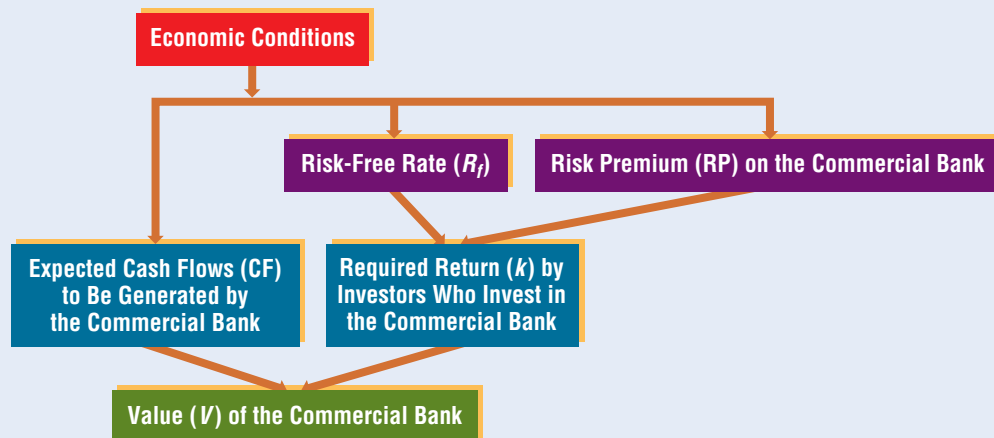 Economic Conditions
Risk-Free Rate (Rf)
Risk Premium (RP) on the Commercial Bank
Expected Cash Flows (CF)
to Be Generated by
the Commercial Bank
Required Return (k) by
Investors Who Invest in
the Commercial Bank
Value (V) of the Commercial Bank